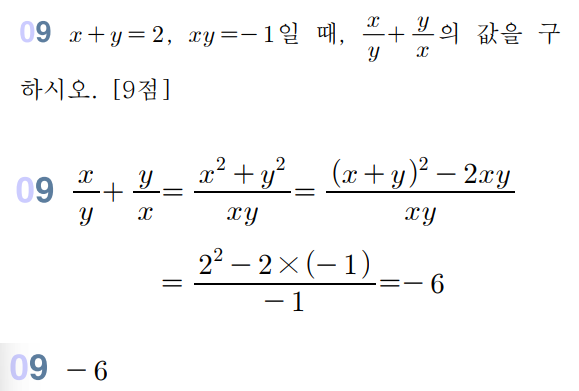 09 x+y=2, xy=-1일 때, x/y + y/x의 값을 구
하시오. [9점]
09 x/y + y/x = (x²+y²)/xy = ((x+y)²-2xy)/xy
= (2²-2×(-1))/-1 =-6
09 -6